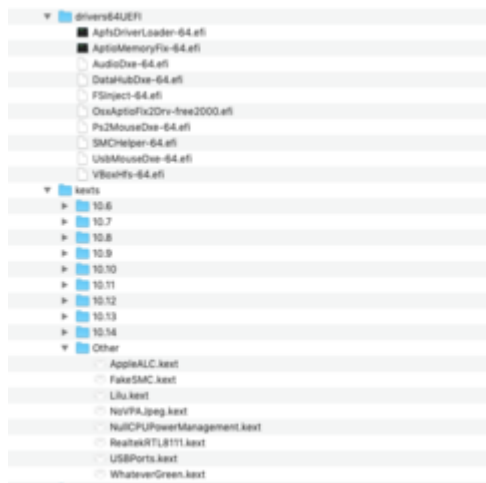 drivers64UEFI
ApfsDriverLoader-64.efi
AptioMemoryFix-64.efi
AudioDxe-64.efi
DataHubDxe-64.efi
FSInject-64.efi
OsxAptioFix2Drv-free2000.efi
Ps2MouseDxe-64.efi
SMCHelper-64.efi
UsbMouseDxe-64.efi
VBoxHfs-64.efi
kexts
10.6
10.7
10.8
10.9
10.10
10.11
10.12
10.13
10.14
Other
AppleALC.kext
FakeSMC.kext
Lilu.kext
NoVPAJpeg.kext
NullCPUPowerManagement.kext
RealtekRTL8111.kext
USBPorts.kext
WhateverGreen.kext